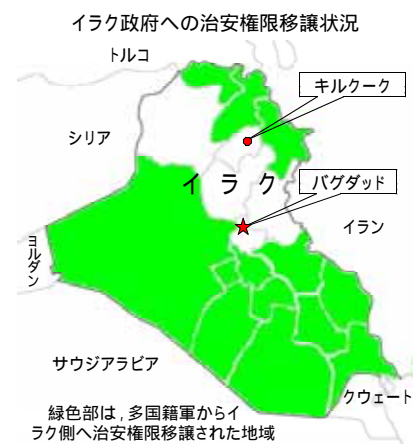 イラク政府への治安権限移譲状況
トルコ
キルクーク
シリア
イ ラ ク
バグダッド
イラン
ヨルダン
サウジアラビア
クウェート
緑色部は,多国籍軍からイ
ラク側へ治安権限移譲された地域